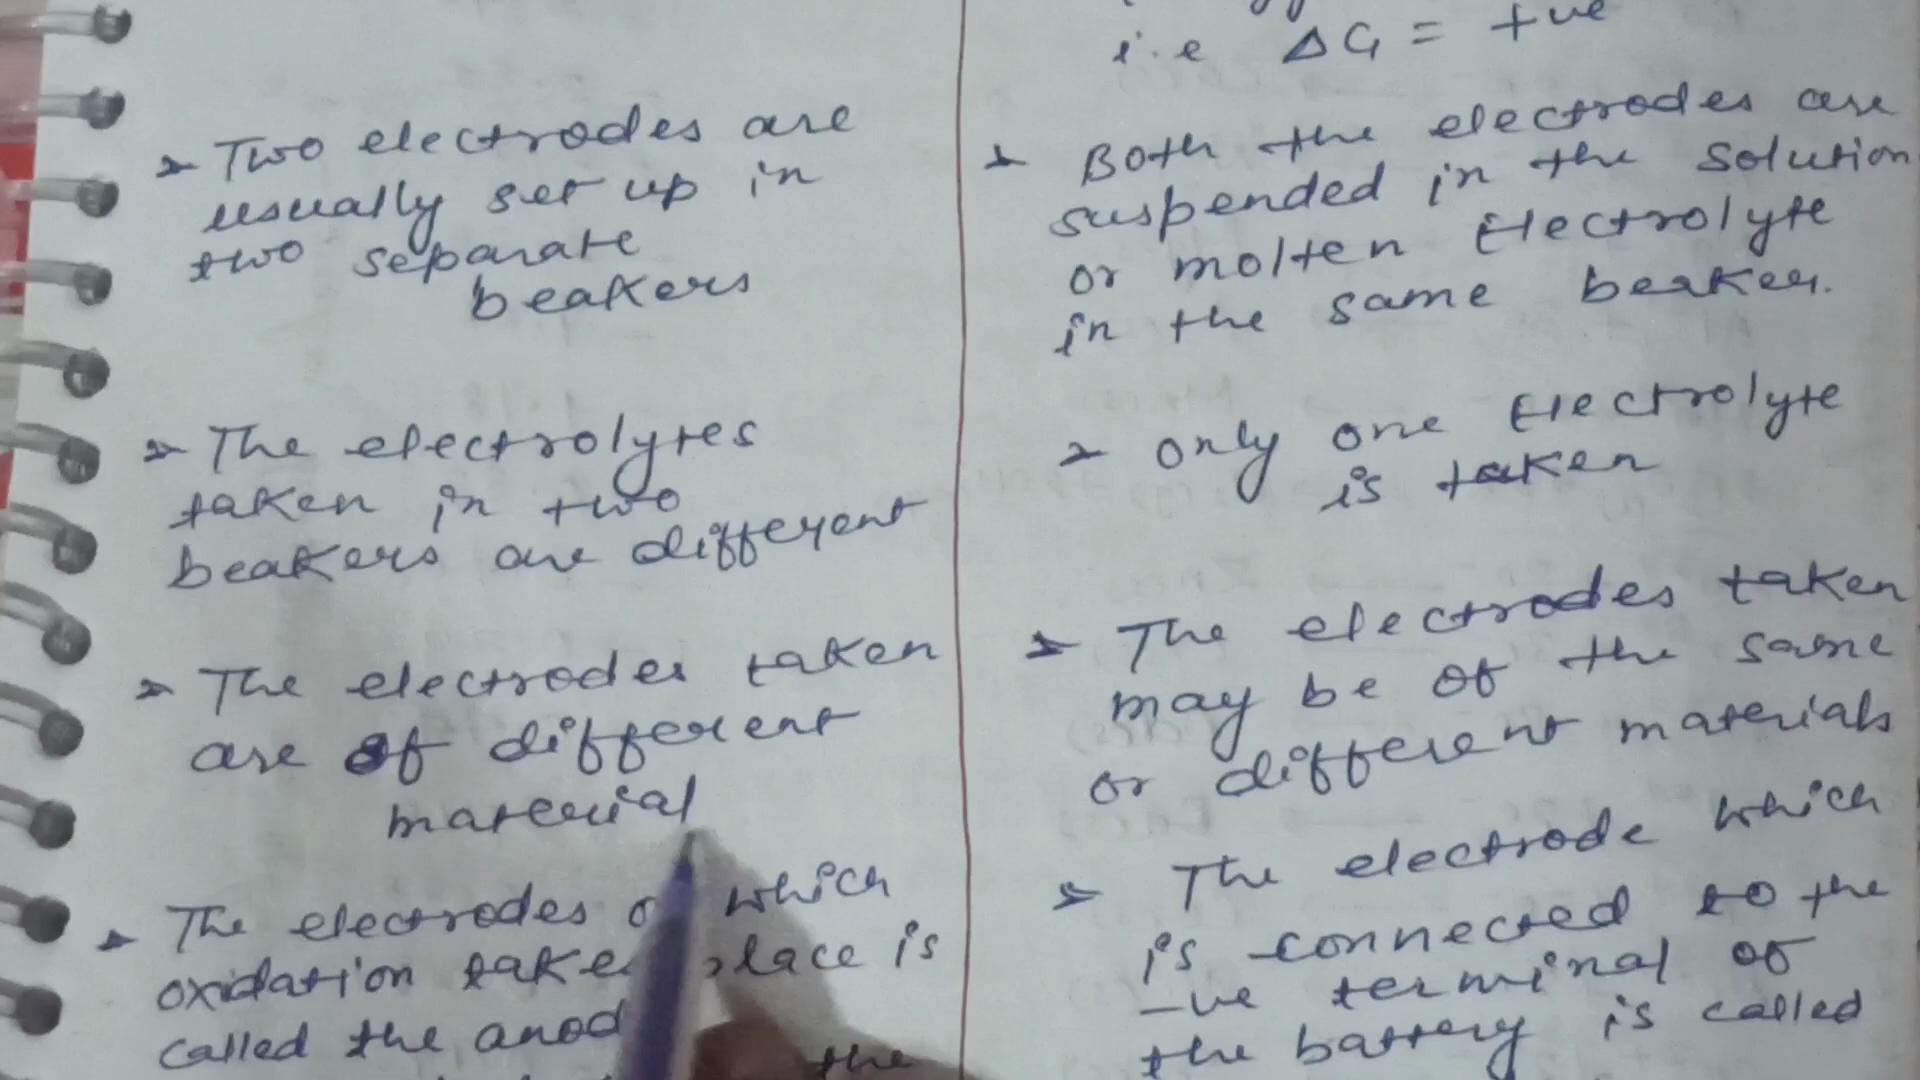 ➢ Two electrodes are
usually set up in
two separate
beakers
➢ The electrolytes
taken in two
beakers are different
➢ The electrodes taken
are of different
material
➢ The electrodes which
oxidation place is
called the
the
i.e ΔG = +ve
➢ Both the electrodes are
suspended in the solution
or molten Electrolyte
in the same beaker.
➢ only one Electrolyte
is taken
➢ The electrodes taken
may be of the same
or different materials
➢ The electrode which
is connected to the
-ve terminal of
the battery is called